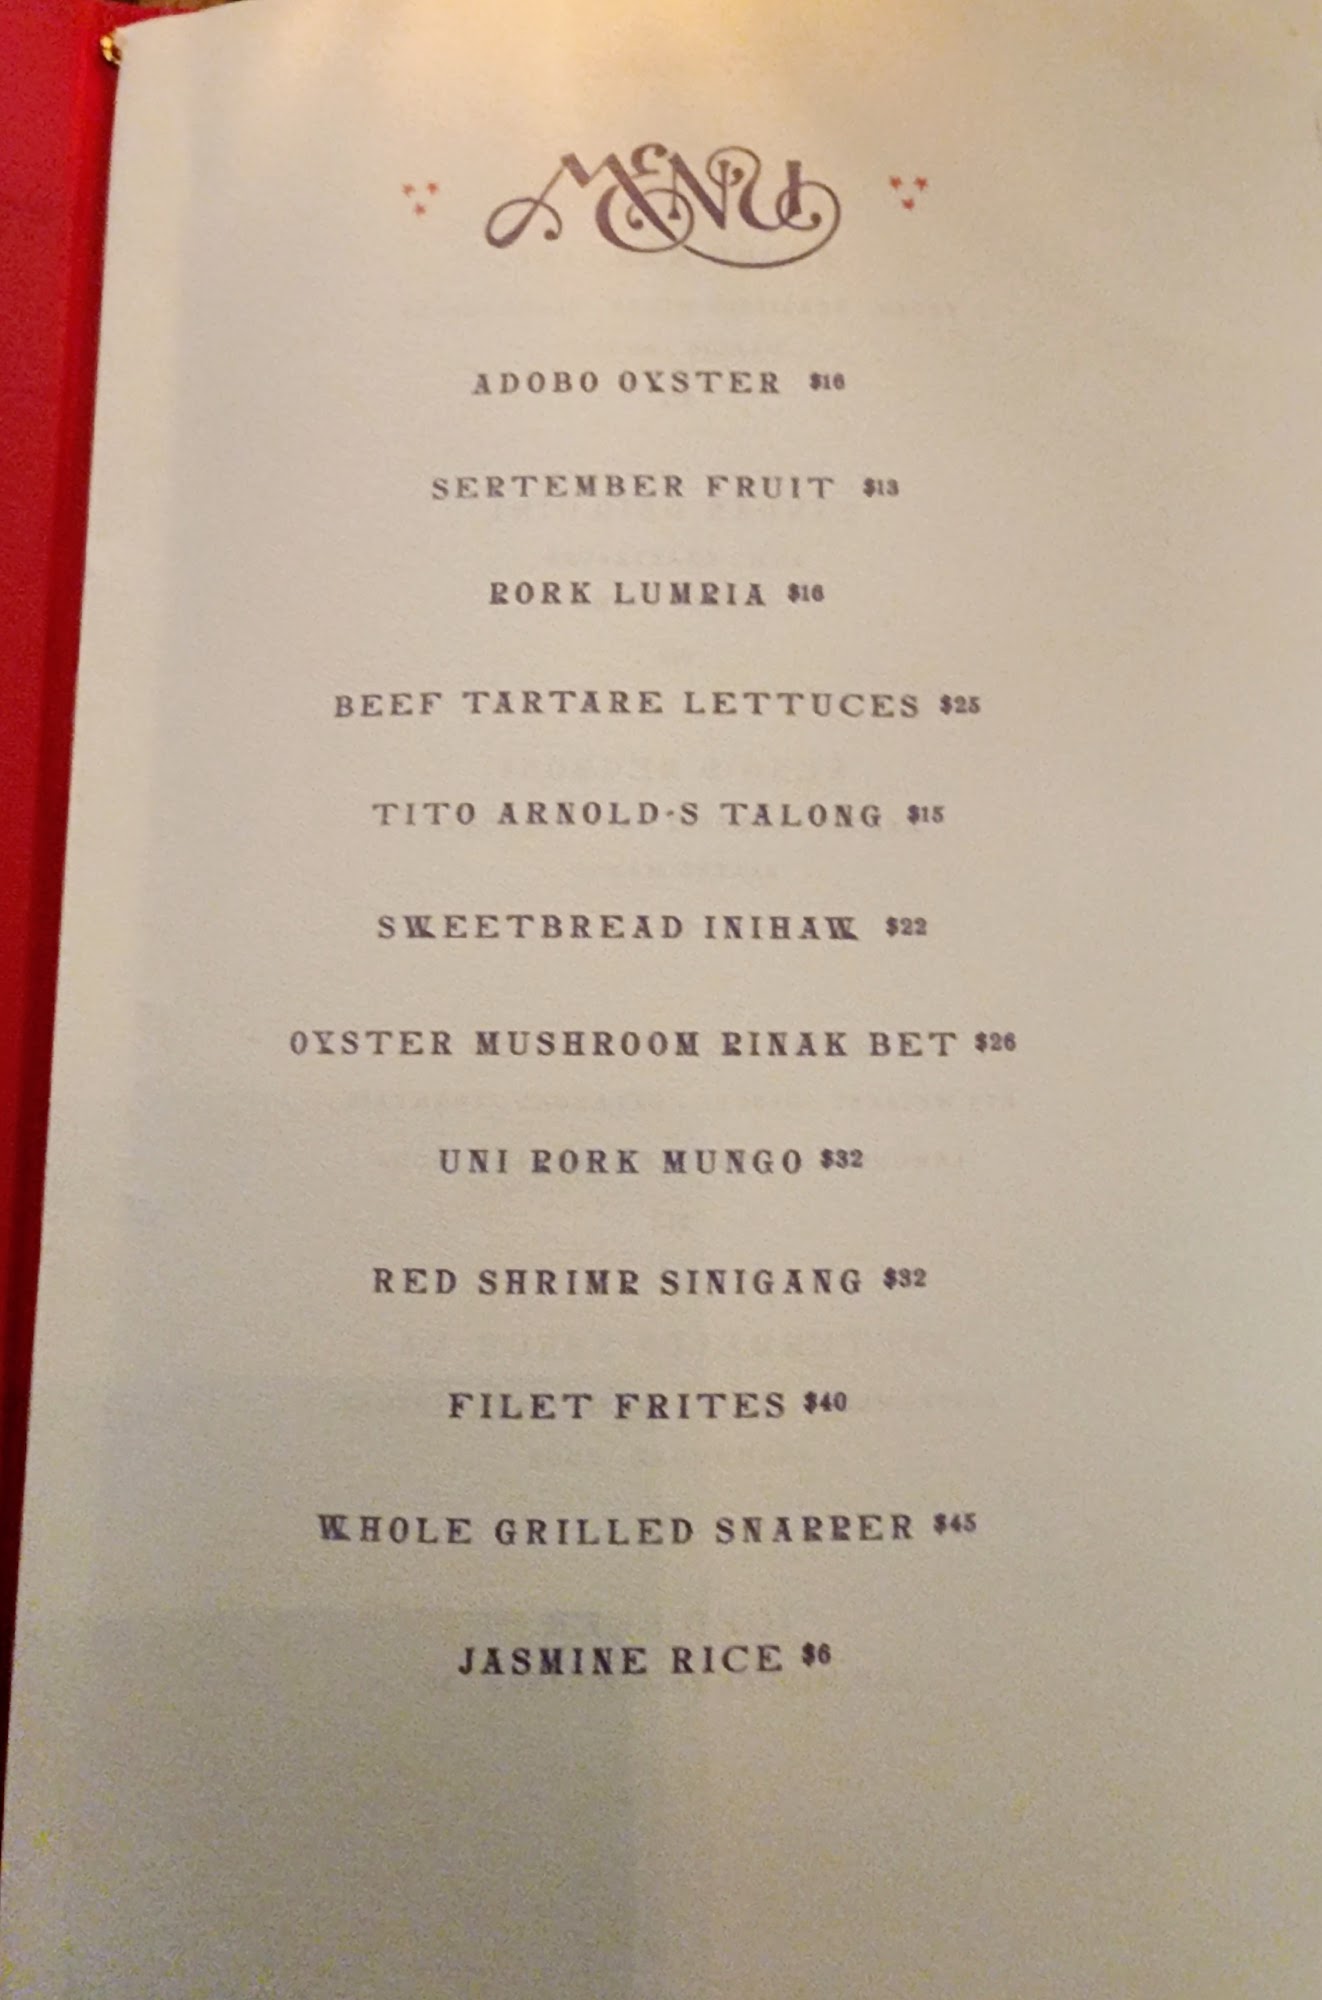 MENU
ADOBO OYSTER $16
SEPTEMBER FRUIT $13
PORK LUMPIA $16
BEEF TARTARE LETTUCES $25
TITO ARNOLD-S TALONG $15
SWEETBREAD INIHAW $22
OYSTER MUSHROOM PINAK BET $26
UNI PORK MUNGO $32
RED SHRIMP SINIGANG $32
FILET FRITES $40
WHOLE GRILLED SNAPPER $45
JASMINE RICE $6